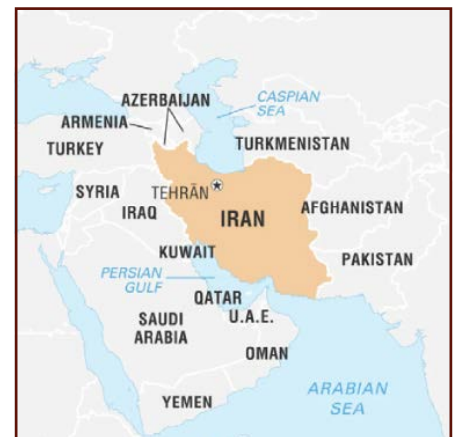 AZERBAIJAN
CASPIAN
SEA
ARMENIA
TURKEY
TURKMENISTAN
SYRIA
TEHRĀN
IRAQ
IRAN
AFGHANISTAN
KUWAIT
PAKISTAN
PERSIAN
GULF
QATAR
U.A.E.
SAUDI
ARABIA
OMAN
ARABIAN
SEA
YEMEN